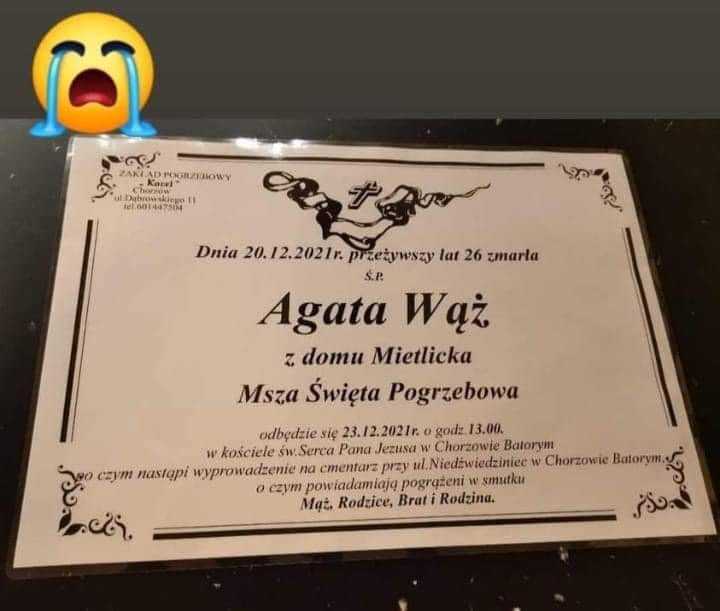 ZAKŁAD POGRZEBOWY
"Karel"
Chorzów
ul.Dąbrowskiego 11
tel.601447504
Dnia 20.12.2021r. przeżywszy lat 26 zmarła
Ś.P.
Agata Wąż
z domu Mietlicka
Msza Święta Pogrzebowa
odbędzie się 23.12.2021r. o godz.13.00.
w kościele św.Serca Pana Jezusa w Chorzowie Batorym
po czym nastąpi wyprowadzenie na cmentarz przy ul.Niedźwiedziniec w Chorzowie Batorym.
o czym powiadamiają pogrążeni w smutku
Mąż, Rodzice, Brat i Rodzina.